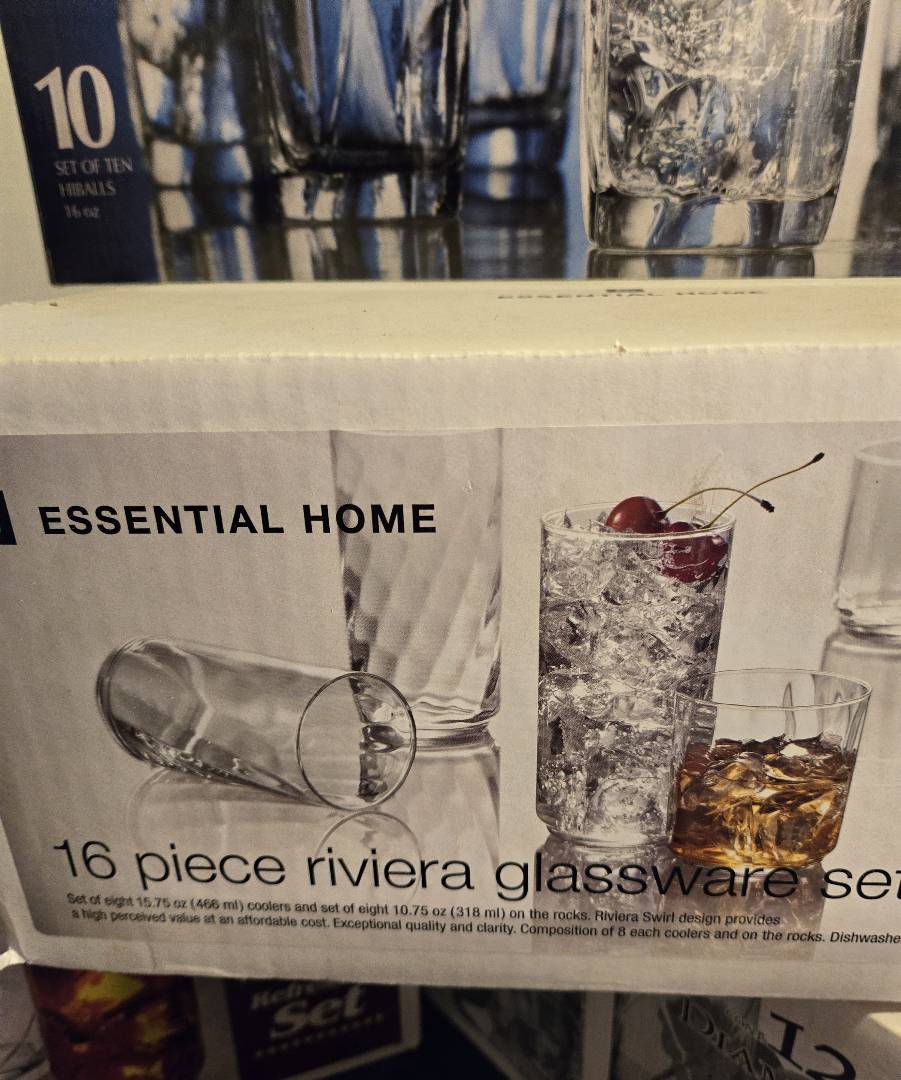 10
SET OF TEN
HIBALLS
16 oz
ESSENTIAL HOME
ESSENTIAL HOME
16 piece riviera glassware set
Set of eight 15.75 oz (466 ml) coolers and set of eight 10.75 oz (318 ml) on the rocks. Riviera Swirl design provides
a high perceived value at an affordable cost. Exceptional quality and clarity. Composition of 8 each coolers and on the rocks. Dishwashe
Set